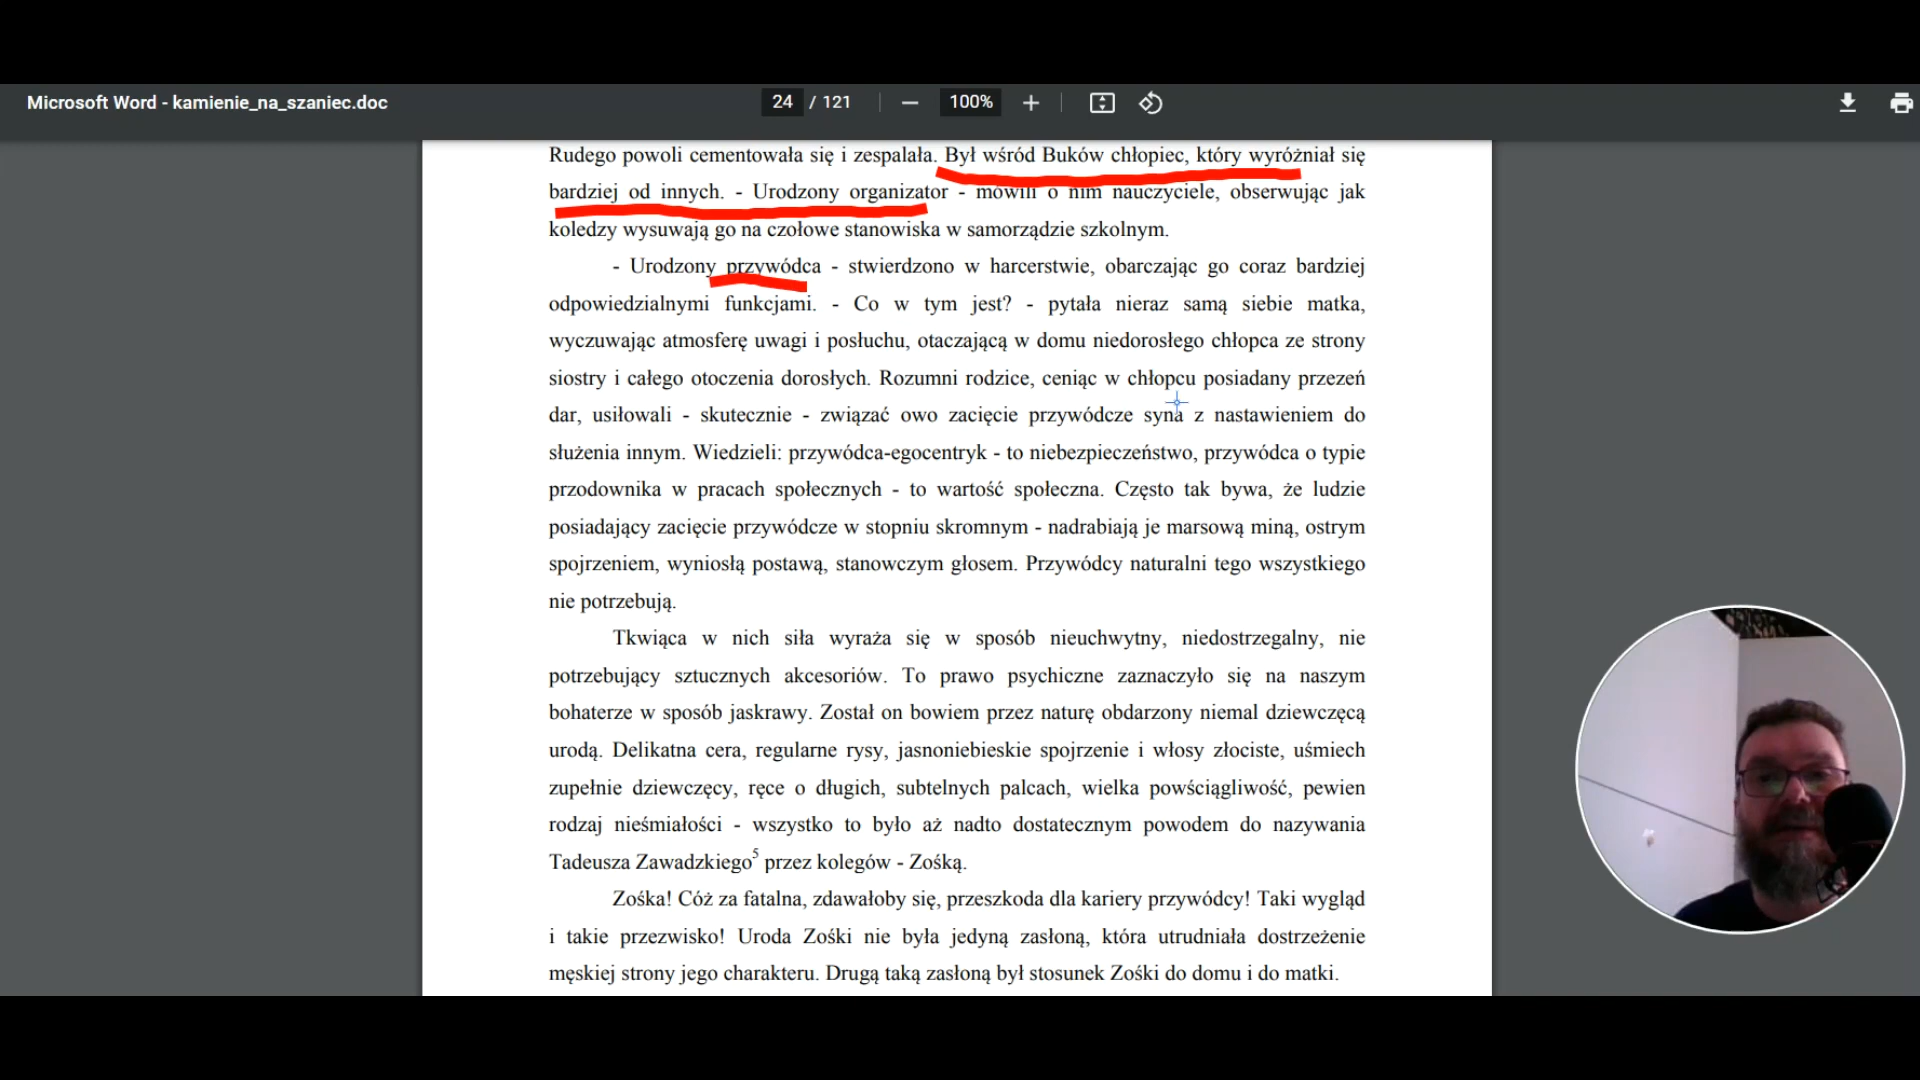 Microsoft Word - kamienie_na_szaniec.doc
24 / 121
100%
Rudego powoli cementowała się i zespalała. Był wśród Buków chłopiec, który wyróżniał się
bardziej od innych. - Urodzony organizator - mówili o nim nauczyciele, obserwując jak
koledzy wysuwają go na czołowe stanowiska w samorządzie szkolnym.
- Urodzony przywódca - stwierdzono w harcerstwie, obarczając go coraz bardziej
odpowiedzialnymi funkcjami. - Co w tym jest? - pytała nieraz samą siebie matka,
wyczuwając atmosferę uwagi i posłuchu, otaczającą w domu niedorosłego chłopca ze strony
siostry i całego otoczenia dorosłych. Rozumni rodzice, ceniąc w chłopcu posiadany przezeń
dar, usiłowali - skutecznie - związać owo zacięcie przywódcze syna z nastawieniem do
służenia innym. Wiedzieli: przywódca-egocentryk - to niebezpieczeństwo, przywódca o typie
przodownika w pracach społecznych - to wartość społeczna. Często tak bywa, że ludzie
posiadający zacięcie przywódcze w stopniu skromnym - nadrabiają je marsową miną, ostrym
spojrzeniem, wyniosłą postawą, stanowczym głosem. Przywódcy naturalni tego wszystkiego
nie potrzebują.
Tkwiąca w nich siła wyraża się w sposób nieuchwytny, niedostrzegalny, nie
potrzebujący sztucznych akcesoriów. To prawo psychiczne zaznaczyło się na naszym
bohaterze w sposób jaskrawy. Został on bowiem przez naturę obdarzony niemal dziewczęcą
urodą. Delikatna cera, regularne rysy, jasnoniebieskie spojrzenie i włosy złociste, uśmiech
zupełnie dziewczęcy, ręce o długich, subtelnych palcach, wielka powściągliwość, pewien
rodzaj nieśmiałości - wszystko to było aż nadto dostatecznym powodem do nazywania
Tadeusza Zawadzkiego5 przez kolegów - Zośką.
Zośka! Cóż za fatalna, zdawałoby się, przeszkoda dla kariery przywódcy! Taki wygląd
i takie przezwisko! Uroda Zośki nie była jedyną zasłoną, która utrudniała dostrzeżenie
męskiej strony jego charakteru. Drugą taką zasłoną był stosunek Zośki do domu i do matki.